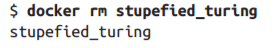 $ docker rm stupefied_turing
stupefied_turing